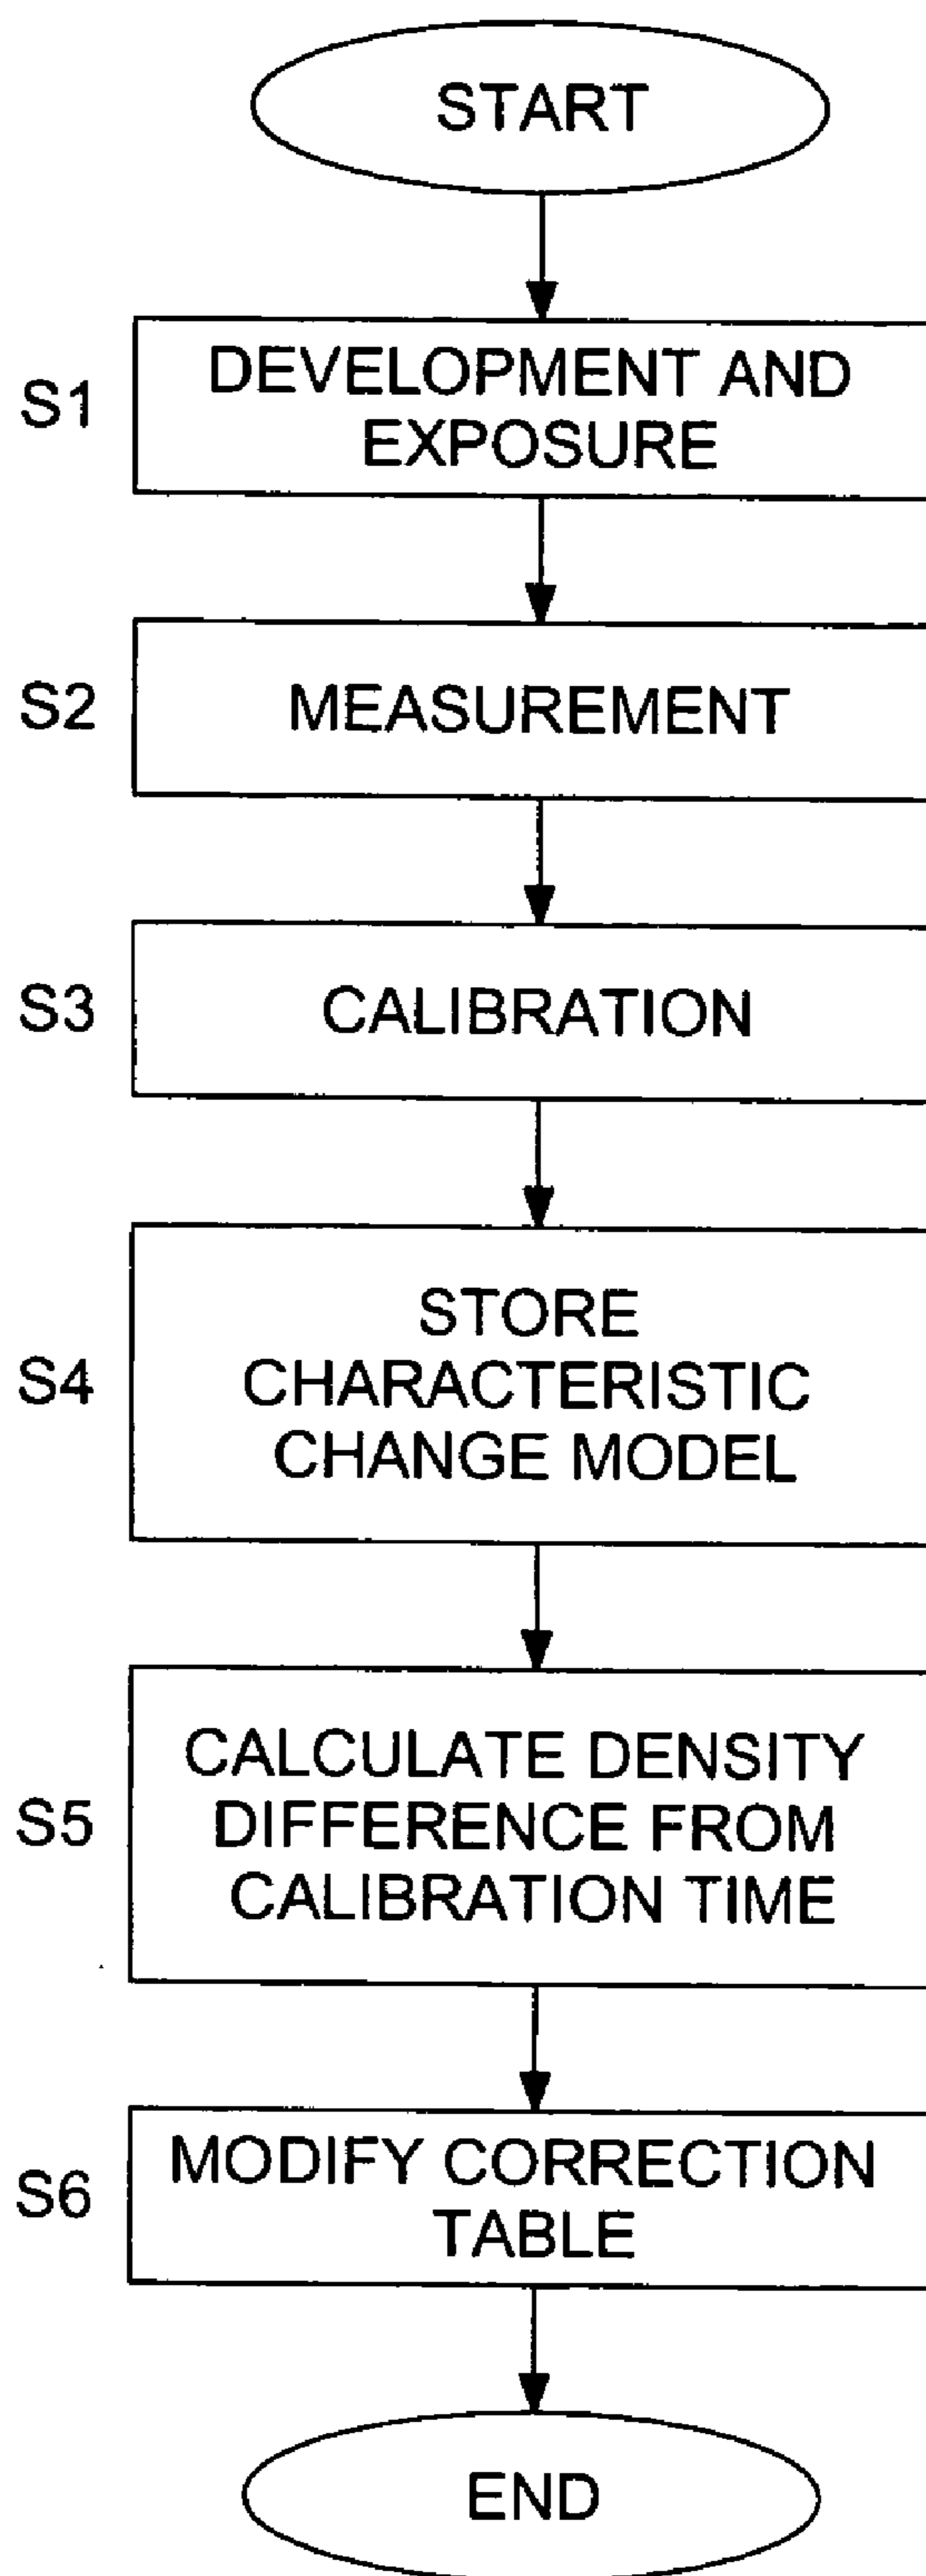 START
S1
DEVELOPMENT AND
EXPOSURE
S2
MEASUREMENT
S3
CALIBRATION
S4
STORE
CHARACTERISTIC
CHANGE MODEL
S5
CALCULATE DENSITY
DIFFERENCE FROM
CALIBRATION TIME
S6
MODIFY CORRECTION
TABLE
END